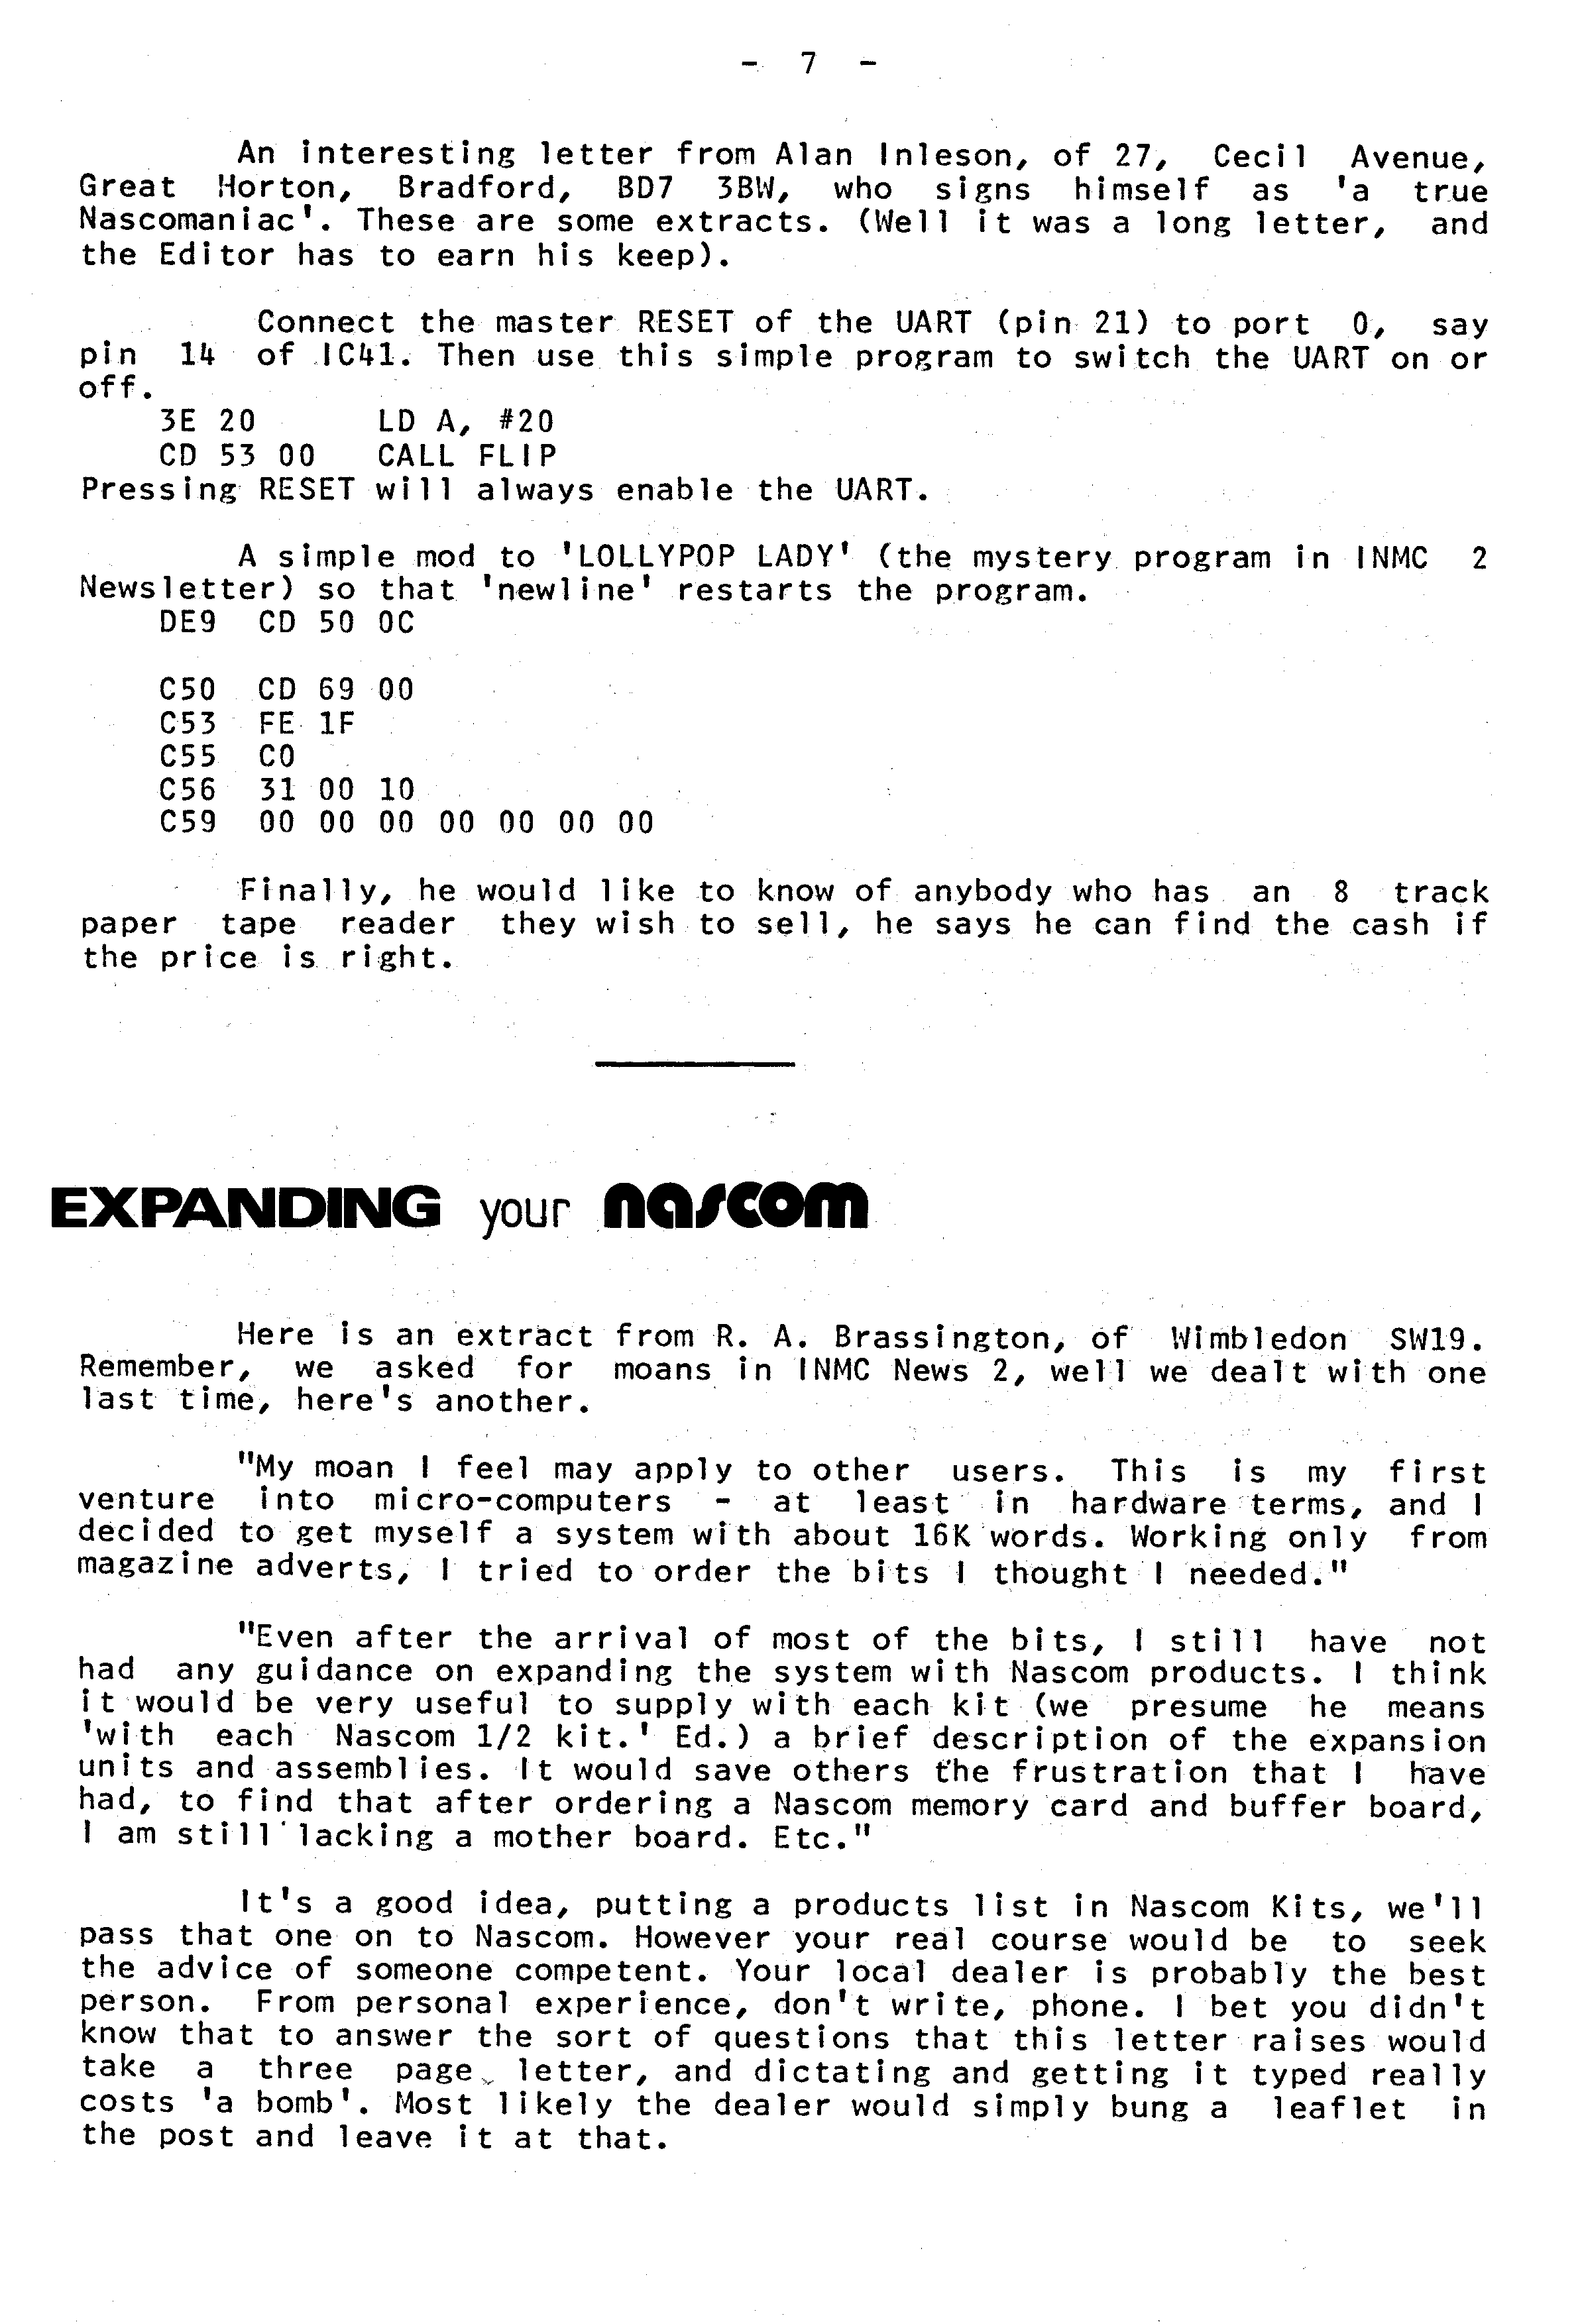 - 7 -
An interesting letter from Alan Inleson, of 27, Cecil Avenue,
Great Horton, Bradford, BD7 3BW, who signs himself as 'a true
Nascomaniac'. These are some extracts. (Well it was a long letter, and
the Editor has to earn his keep).
Connect the master RESET of the UART (pin 21) to port 0, say
pin 14 of IC41. Then use this simple program to switch the UART on or
off.
3E 20 LD A, #20
CD 53 00 CALL FLIP
Pressing RESET will always enable the UART.
A simple mod to 'LOLLYPOP LADY' (the mystery program in INMC 2
Newsletter) so that 'newline' restarts the program.
DE9 CD 50 0C
C50 CD 69 00
C53 FE 1F
C55 C0
C56 31 00 10
C59 00 00 00 00 00 00 00
Finally, he would like to know of anybody who has an 8 track
paper tape reader they wish to sell, he says he can find the cash if
the price is right.
EXPANDING your nascom
Here is an extract from R. A. Brassington, of Wimbledon SW19.
Remember, we asked for moans in INMC News 2, well we dealt with one
last time, here's another.
"My moan I feel may apply to other users. This is my first
venture into micro-computers - at least in hardware terms, and I
decided to get myself a system with about 16K words. Working only from
magazine adverts, I tried to order the bits I thought I needed."
"Even after the arrival of most of the bits, I still have not
had any guidance on expanding the system with Nascom products. I think
it would be very useful to supply with each kit (we presume he means
'with each Nascom 1/2 kit.' Ed.) a brief description of the expansion
units and assemblies. It would save others the frustration that I have
had, to find that after ordering a Nascom memory card and buffer board,
I am still lacking a mother board. Etc."
It's a good idea, putting a products list in Nascom Kits, we'll
pass that one on to Nascom. However your real course would be to seek
the advice of someone competent. Your local dealer is probably the best
person. From personal experience, don't write, phone. I bet you didn't
know that to answer the sort of questions that this letter raises would
take a three page letter, and dictating and getting it typed really
costs 'a bomb'. Most likely the dealer would simply bung a leaflet in
the post and leave it at that.